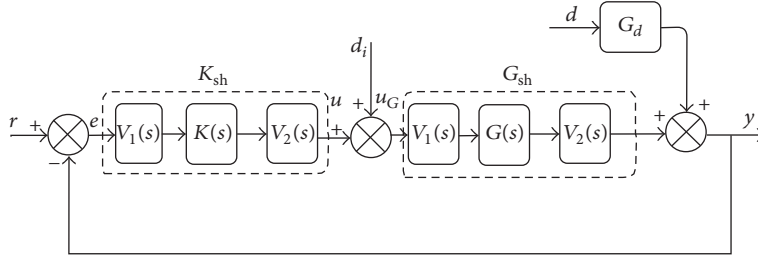 d
G_d
d_i
K_sh
G_sh
+ +
r + e V_1(s) K(s) V_2(s) u + + u_G V_1(s) G(s) V_2(s) y
−